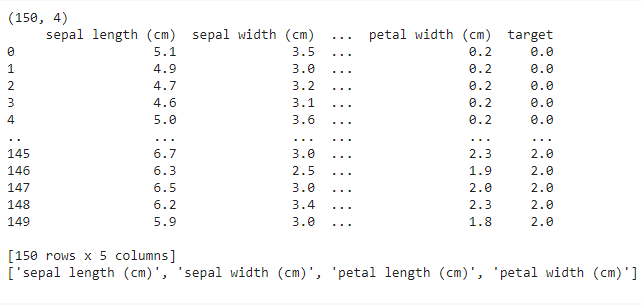 (150, 4)
     sepal length (cm)  sepal width (cm)  ...  petal width (cm)  target
0                  5.1               3.5  ...               0.2     0.0
1                  4.9               3.0  ...               0.2     0.0
2                  4.7               3.2  ...               0.2     0.0
3                  4.6               3.1  ...               0.2     0.0
4                  5.0               3.6  ...               0.2     0.0
..                 ...               ...  ...               ...     ...
145                6.7               3.0  ...               2.3     2.0
146                6.3               2.5  ...               1.9     2.0
147                6.5               3.0  ...               2.0     2.0
148                6.2               3.4  ...               2.3     2.0
149                5.9               3.0  ...               1.8     2.0

[150 rows x 5 columns]
['sepal length (cm)', 'sepal width (cm)', 'petal length (cm)', 'petal width (cm)']